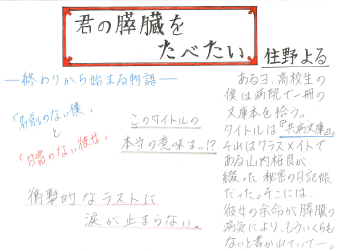 君の膵臓を
たべたい
住野よる
―終わりから始まる物語―
「名前のない僕」
と
「日常のない彼女」
このタイトルの
本守の意味は…!?
衝撃的なラストに
涙が止まらない。
ある日、高校生の
僕は病院で一冊の
文庫本を拾う。
タイトルは『共病文庫』。
それはクラスメイトで
ある山内桜良が
綴った秘密の日記帳
だった。そこには、
彼女の余命が膵臓の
病気により、もういくらも
ないと書かれていて―。